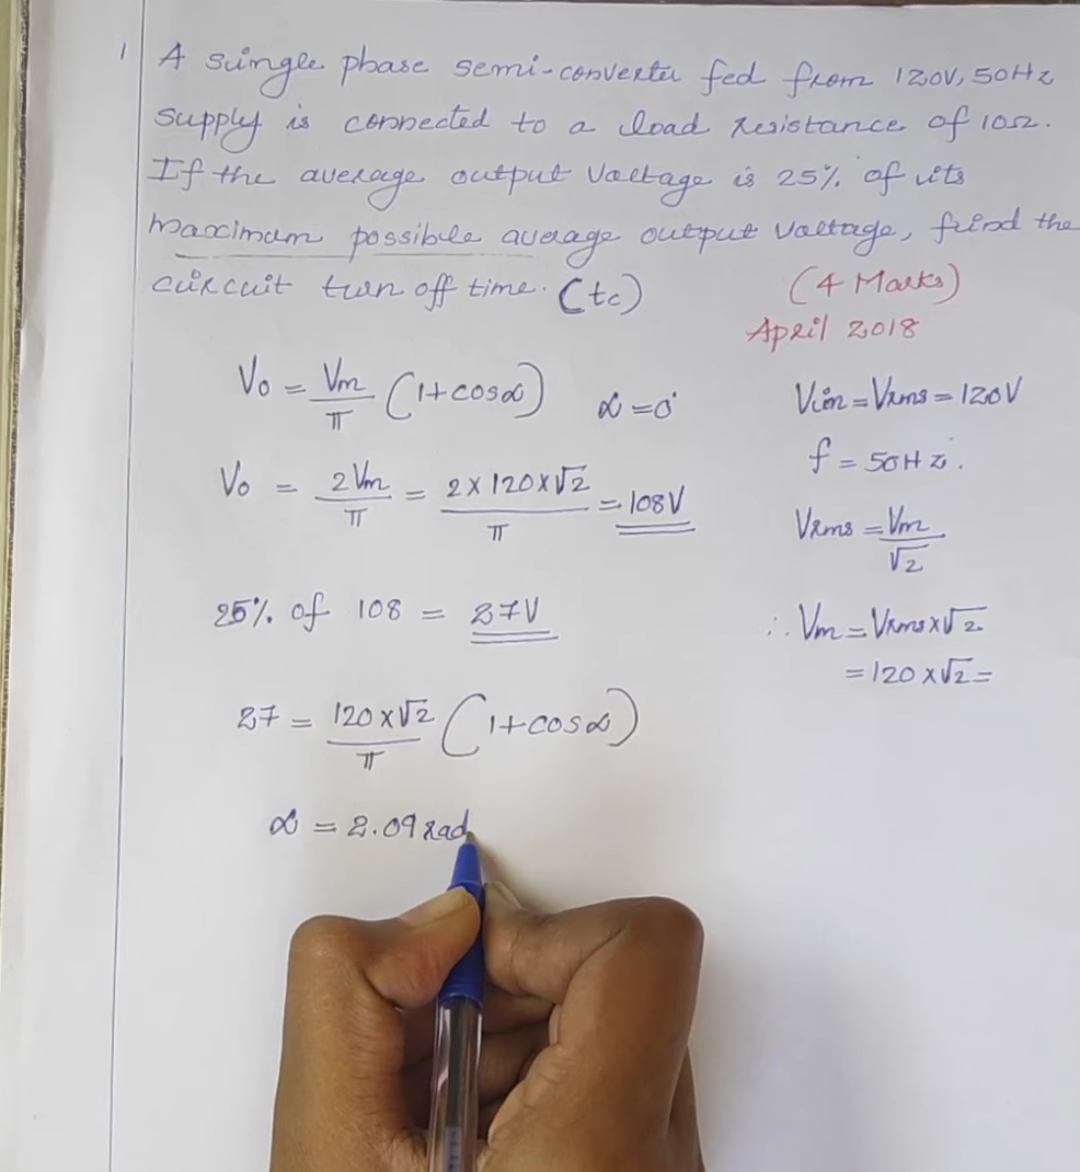 1 A single phase semi-converter fed from 120V, 50Hz
supply is connected to a load resistance of 10Ω.
If the average output Voltage is 25% of its
maximum possible average output voltage, find the
circuit turn off time. (tc)
(4 Marks)
April 2018
Vo = Vm/π (1+cosα) α = 0°
Vo = 2Vm/π = 2 x 120 x √2/π = 108V
25% of 108 = 27V
27 = 120 x √2/π (1+cosα)
α = 2.09 rad
Vin = Vrms = 120V
f = 50Hz.
Vrms = Vm/√2
∴ Vm = Vrms x √2
= 120 x √2 =